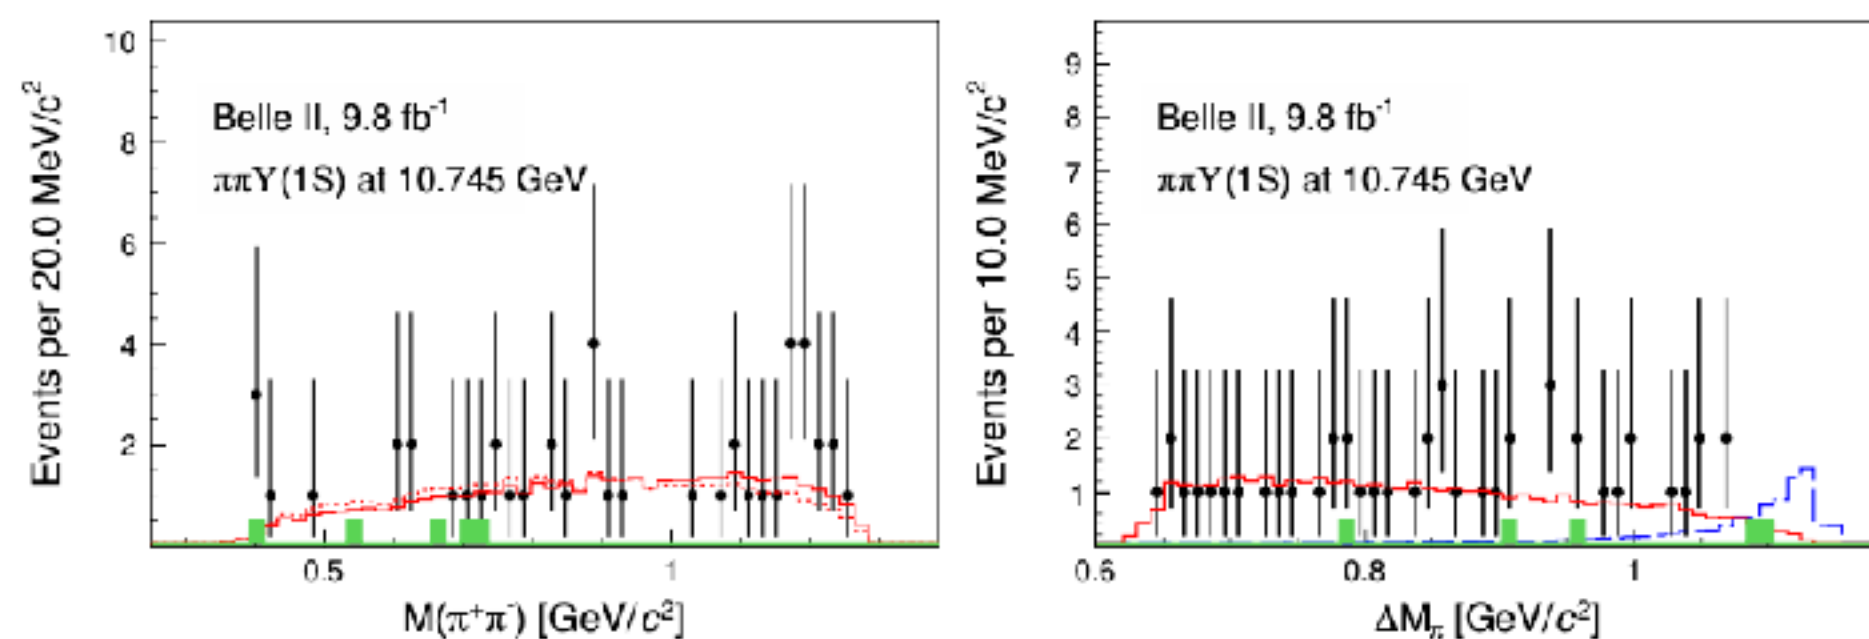 10
8
6
4
2
Events per 20.0 MeV/c²
Belle II, 9.8 fb⁻¹
ππΥ(1S) at 10.745 GeV
0.5
1
M(π⁺π⁻) [GeV/c²]
9
8
7
6
5
4
3
2
1
Events per 10.0 MeV/c²
Belle II, 9.8 fb⁻¹
ππΥ(1S) at 10.745 GeV
0.6
0.8
1
ΔM_π [GeV/c²]